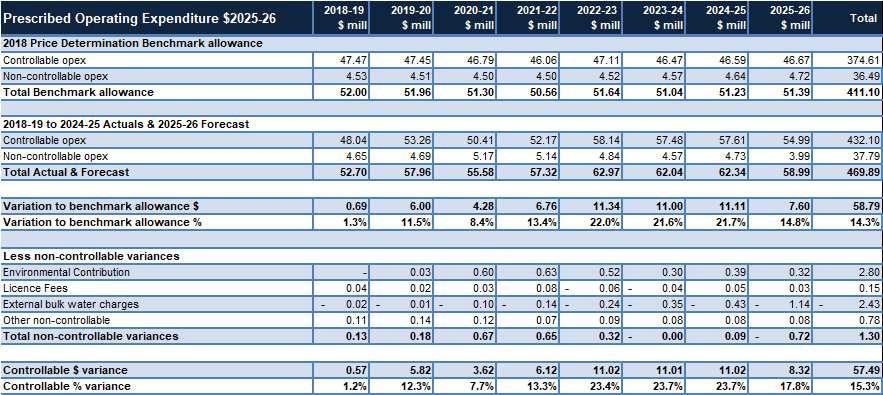 Prescribed Operating Expenditure $2025-26 2018-19 2019-20 2020-21 2021-22 2022-23 2023-24 2024-25 2025-26 Total
$ mill $ mill $ mill $ mill $ mill $ mill $ mill $ mill
2018 Price Determination Benchmark allowance
Controllable opex 47.47 47.45 46.79 46.06 47.11 46.47 46.59 46.67 374.61
Non-controllable opex 4.53 4.51 4.50 4.50 4.52 4.57 4.64 4.72 36.49
Total Benchmark allowance 52.00 51.96 51.30 50.56 51.64 51.04 51.23 51.39 411.10
2018-19 to 2024-25 Actuals & 2025-26 Forecast
Controllable opex 48.04 53.26 50.41 52.17 58.14 57.48 57.61 54.99 432.10
Non-controllable opex 4.65 4.69 5.17 5.14 4.84 4.57 4.73 3.99 37.79
Total Actual & Forecast 52.70 57.96 55.58 57.32 62.97 62.04 62.34 58.99 469.89
Variation to benchmark allowance $ 0.69 6.00 4.28 6.76 11.34 11.00 11.11 7.60 58.79
Variation to benchmark allowance % 1.3% 11.5% 8.4% 13.4% 22.0% 21.6% 21.7% 14.8% 14.3%
Less non-controllable variances
Environmental Contribution - 0.03 0.60 0.63 0.52 0.30 0.39 0.32 2.80
Licence Fees 0.04 0.02 0.03 0.08 - 0.06 - 0.04 0.05 0.03 0.15
External bulk water charges - 0.02 - 0.01 - 0.10 - 0.14 - 0.24 - 0.35 - 0.43 - 1.14 - 2.43
Other non-controllable 0.11 0.14 0.12 0.07 0.09 0.08 0.08 0.08 0.78
Total non-controllable variances 0.13 0.18 0.67 0.65 0.32 - 0.00 0.09 - 0.72 1.30
Controllable $ variance 0.57 5.82 3.62 6.12 11.02 11.01 11.02 8.32 57.49
Controllable % variance 1.2% 12.3% 7.7% 13.3% 23.4% 23.7% 23.7% 17.8% 15.3%